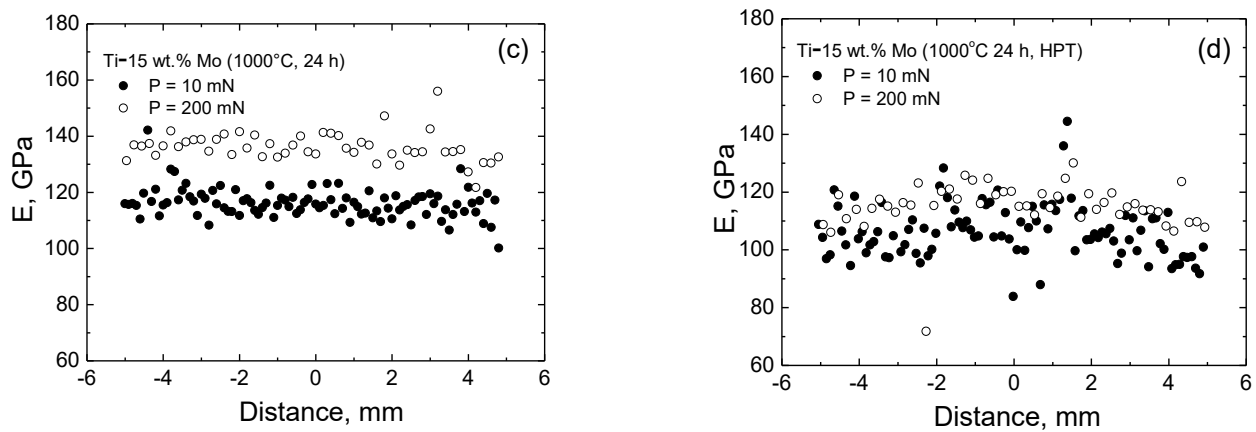 (c)
Ti−15 wt.% Mo (1000°C, 24 h)
P = 10 mN
P = 200 mN
E, GPa
180
160
140
120
100
80
60
-6 -4 -2 0 2 4 6
Distance, mm
(d)
Ti−15 wt.% Mo (1000°C 24 h, HPT)
P = 10 mN
P = 200 mN
E, GPa
180
160
140
120
100
80
60
-6 -4 -2 0 2 4 6
Distance, mm